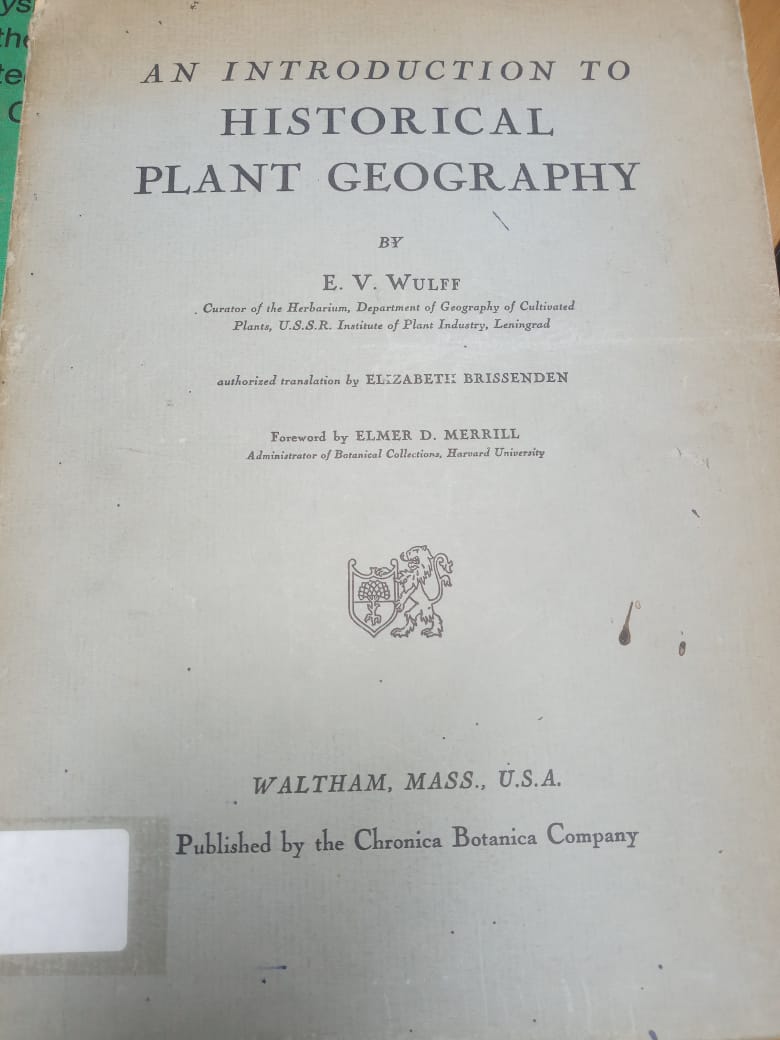 AN INTRODUCTION TO
HISTORICAL
PLANT GEOGRAPHY
BY
E. V. WULFF
Curator of the Herbarium, Department of Geography of Cultivated
Plants, U.S.S.R. Institute of Plant Industry, Leningrad
authorized translation by ELIZABETH BRISSENDEN
Foreword by ELMER D. MERRILL
Administrator of Botanical Collections, Harvard University
WALTHAM, MASS., U.S.A.
Published by the Chronica Botanica Company